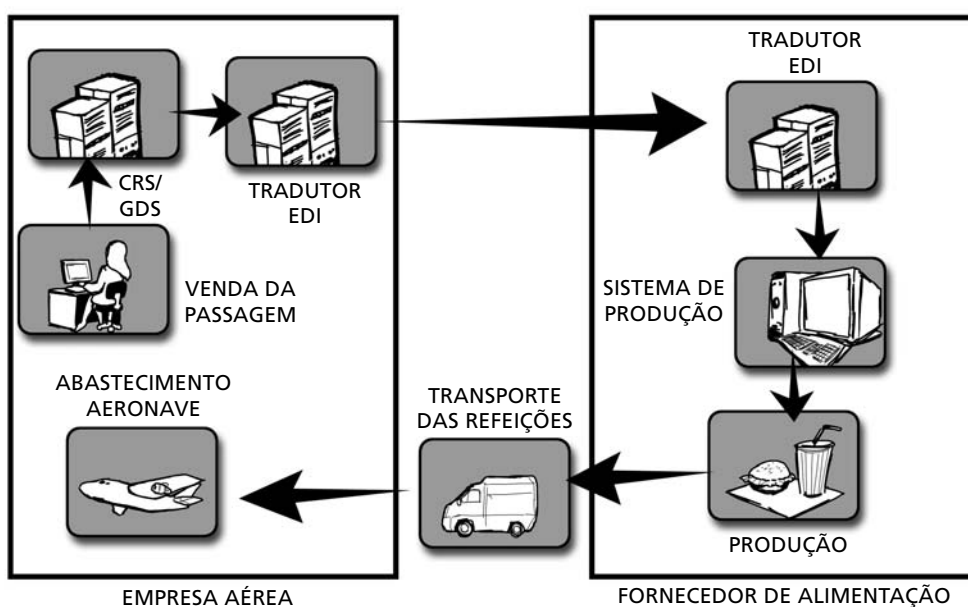 CRS/
GDS
TRADUTOR
EDI
VENDA DA
PASSAGEM
ABASTECIMENTO
AERONAVE
EMPRESA AÉREA
TRANSPORTE
DAS REFEIÇÕES
TRADUTOR
EDI
SISTEMA DE
PRODUÇÃO
PRODUÇÃO
FORNECEDOR DE ALIMENTAÇÃO